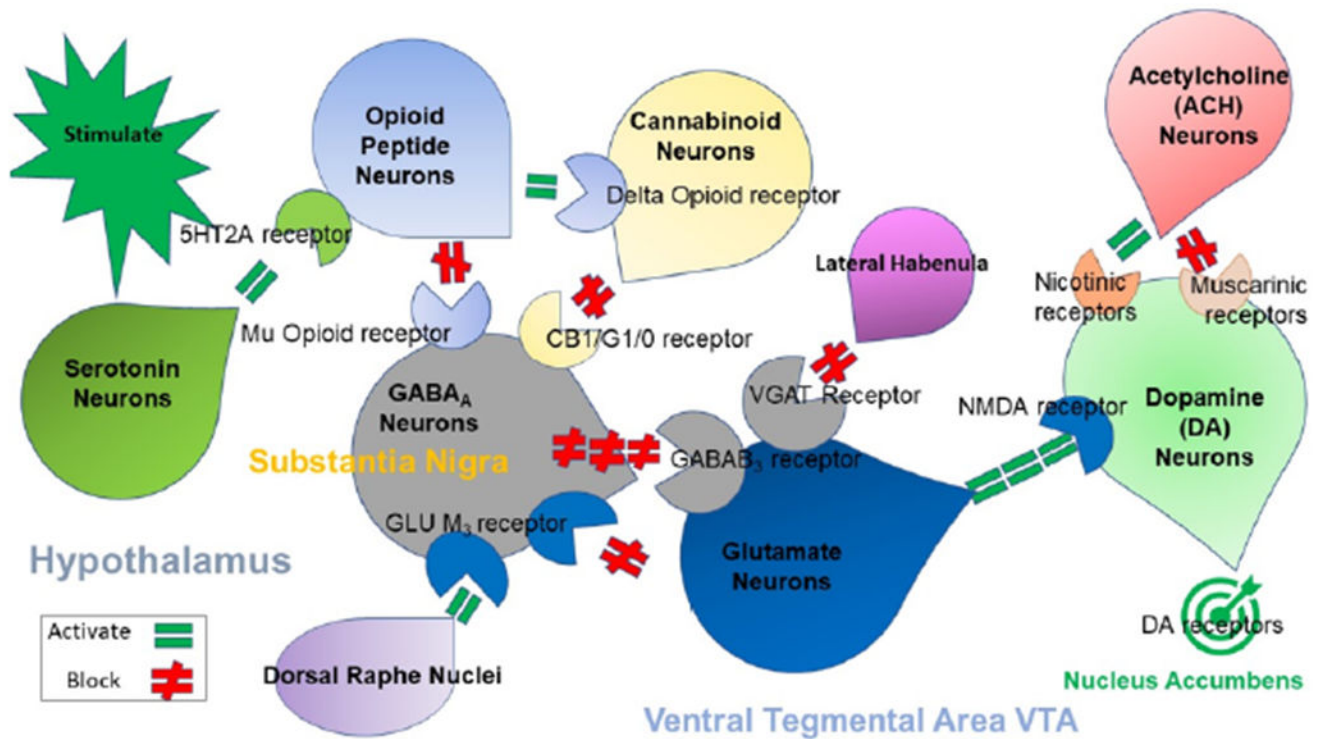 Stimulate
Opioid
Peptide
Neurons
Cannabinoid
Neurons
Delta Opioid receptor
Acetylcholine
(ACH)
Neurons
5HT2A receptor
Lateral Habenula
Nicotinic
receptors
Muscarinic
receptors
Mu Opioid receptor
CB1/G1/0 receptor
Serotonin
Neurons
GABAA
Neurons
VGAT Receptor
NMDA receptor
Dopamine
(DA)
Neurons
Substantia Nigra
GABAB3 receptor
GLU M3 receptor
Hypothalamus
Glutamate
Neurons
Activate
Block
Dorsal Raphe Nuclei
DA receptors
Nucleus Accumbens
Ventral Tegmental Area VTA